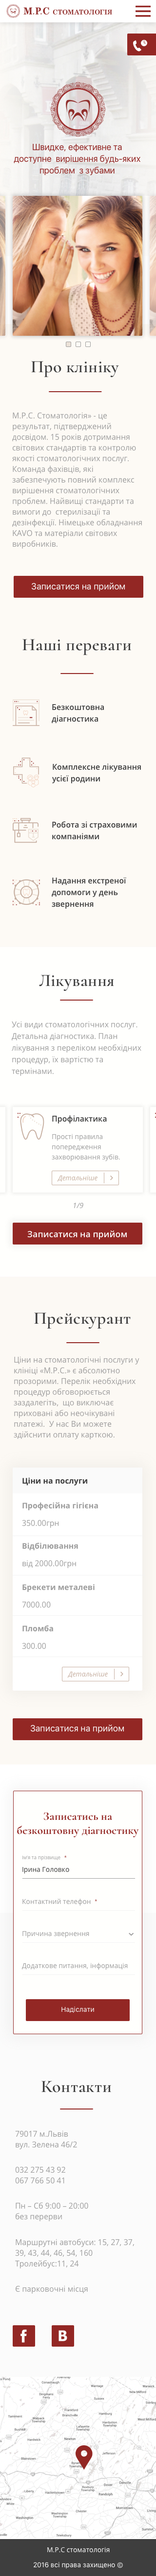 М.Р.С СТОМАТОЛОГІЯ
Швидке, ефективне та
доступне вирішення будь-яких
проблем з зубами
Про клініку
М.Р.С. Стоматологія» - це
результат, підтверджений
досвідом. 15 років дотримання
світових стандартів та контролю
якості стоматологічних послуг.
Команда фахівців, які
забезпечують повний комплекс
вирішення стоматологічних
проблем. Найвищі стандарти та
вимоги до стерилізації та
дезінфекції. Німецьке обладнання
KAVO та матеріали світових
виробників.
Записатися на прийом
Наші переваги
Безкоштовна
діагностика
Комплексне лікування
усієї родини
Робота зі страховими
компаніями
Надання екстреної
допомоги у день
звернення
Лікування
Усі види стоматологічних послуг.
Детальна діагностика. План
лікування з переліком необхідних
процедур, їх вартістю та
термінами.
Профілактика
Прості правила
попередження
захворювання зубів.
Детальніше
1/9
Записатися на прийом
Прейскурант
Ціни на стоматологічні послуги у
клініці «М.Р.С.» є абсолютно
прозорими. Перелік необхідних
процедур обговорюється
заздалегідь, що виключає
приховані або неочікувані
платежі. У нас Ви можете
здійснити оплату карткою.
Ціни на послуги
Професійна гігієна
350.00грн
Відбілювання
від 2000.00грн
Брекети металеві
7000.00
Пломба
300.00
Детальніше
Записатися на прийом
Записатись на
безкоштовну діагностику
Ім'я та прізвище *
Ірина Головко
Контактний телефон *
Причина звернення
Додаткове питання, інформація
Надіслати
Контакти
79017 м.Львів
вул. Зелена 46/2
032 275 43 92
067 766 50 41
Пн – Сб 9:00 – 20:00
без перерви
Маршрутні автобуси: 15, 27, 37,
39, 43, 44, 46, 54, 160
Тролейбус:11, 24
Є парковочні місця
М.Р.С стоматологія
2016 всі права захищено ©